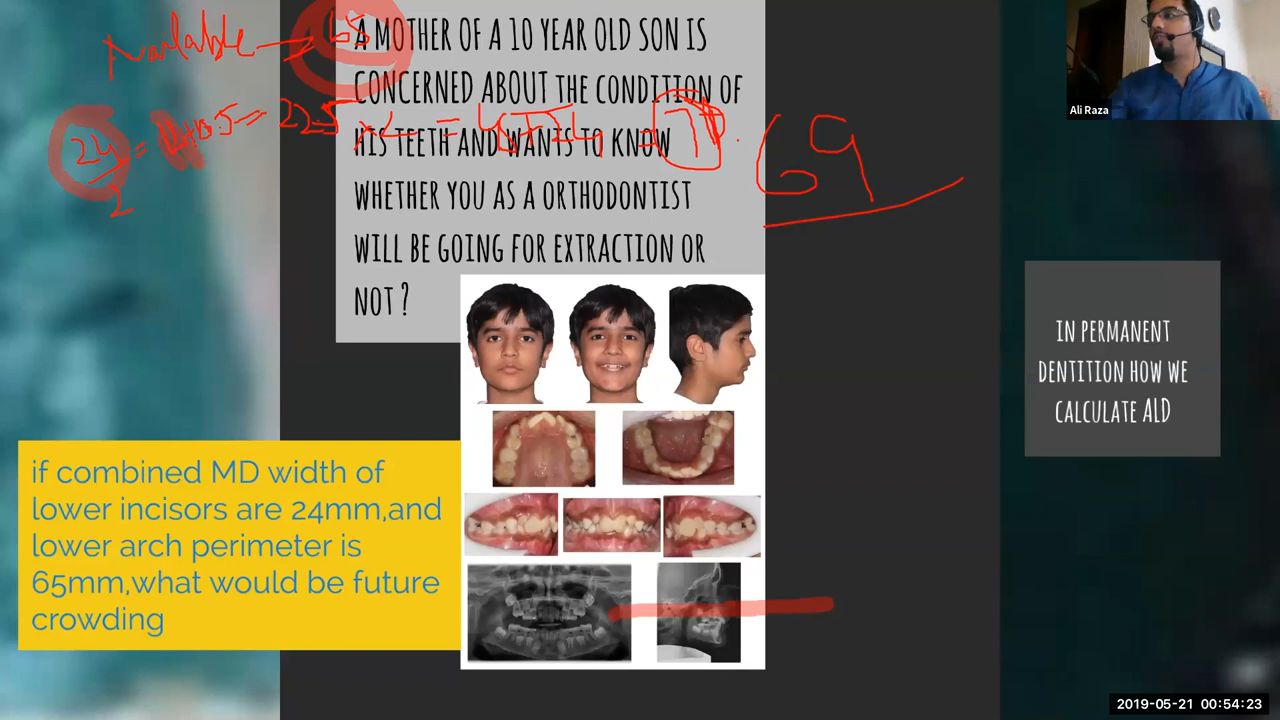 Available → 65
A MOTHER OF A 10 YEAR OLD SON IS
CONCERNED ABOUT THE CONDITION OF
HIS TEETH AND WANTS TO KNOW
WHETHER YOU AS A ORTHODONTIST
WILL BE GOING FOR EXTRACTION OR
NOT ?
24
2
= 22.5
69
Ali Raza
IN PERMANENT
DENTITION HOW WE
CALCULATE ALD
if combined MD width of
lower incisors are 24mm,and
lower arch perimeter is
65mm,what would be future
crowding
2019-05-21 00:54:23